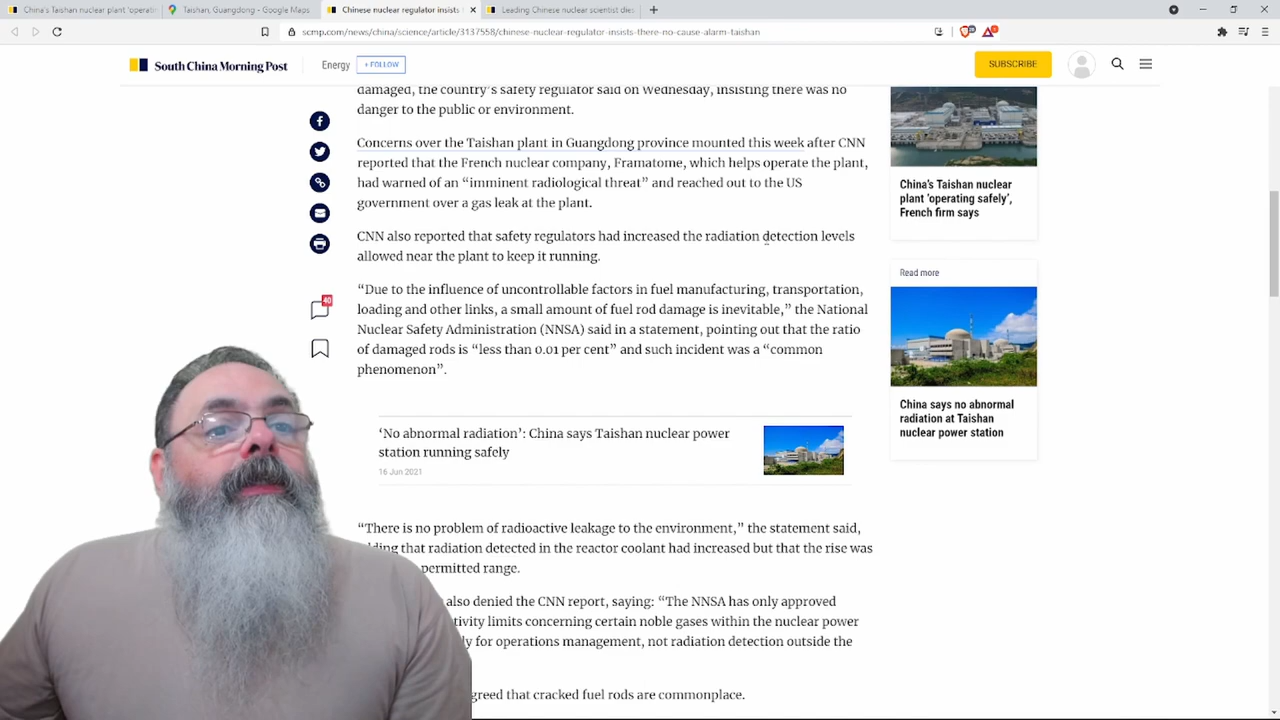 China's Taishan nuclear plant 'operatin
Taishan, Guangdong - Google Maps
Chinese nuclear regulator insists
Leading Chinese nuclear scientist dies
scmp.com/news/china/science/article/3137558/chinese-nuclear-regulator-insists-there-no-cause-alarm-taishan
South China Morning Post
Energy
+ FOLLOW
SUBSCRIBE
damaged, the country's safety regulator said on Wednesday, insisting there was no
danger to the public or environment.
Concerns over the Taishan plant in Guangdong province mounted this week after CNN
reported that the French nuclear company, Framatome, which helps operate the plant,
had warned of an “imminent radiological threat” and reached out to the US
government over a gas leak at the plant.
CNN also reported that safety regulators had increased the radiation detection levels
allowed near the plant to keep it running.
40
“Due to the influence of uncontrollable factors in fuel manufacturing, transportation,
loading and other links, a small amount of fuel rod damage is inevitable,” the National
Nuclear Safety Administration (NNSA) said in a statement, pointing out that the ratio
of damaged rods is “less than 0.01 per cent” and such incident was a “common
phenomenon”.
‘No abnormal radiation’: China says Taishan nuclear power
station running safely
16 Jun 2021
“There is no problem of radioactive leakage to the environment,” the statement said,
that radiation detected in the reactor coolant had increased but that the rise was
permitted range.
also denied the CNN report, saying: “The NNSA has only approved
limits concerning certain noble gases within the nuclear power
for operations management, not radiation detection outside the
that cracked fuel rods are commonplace.
China’s Taishan nuclear
plant ‘operating safely’,
French firm says
Read more
China says no abnormal
radiation at Taishan
nuclear power station